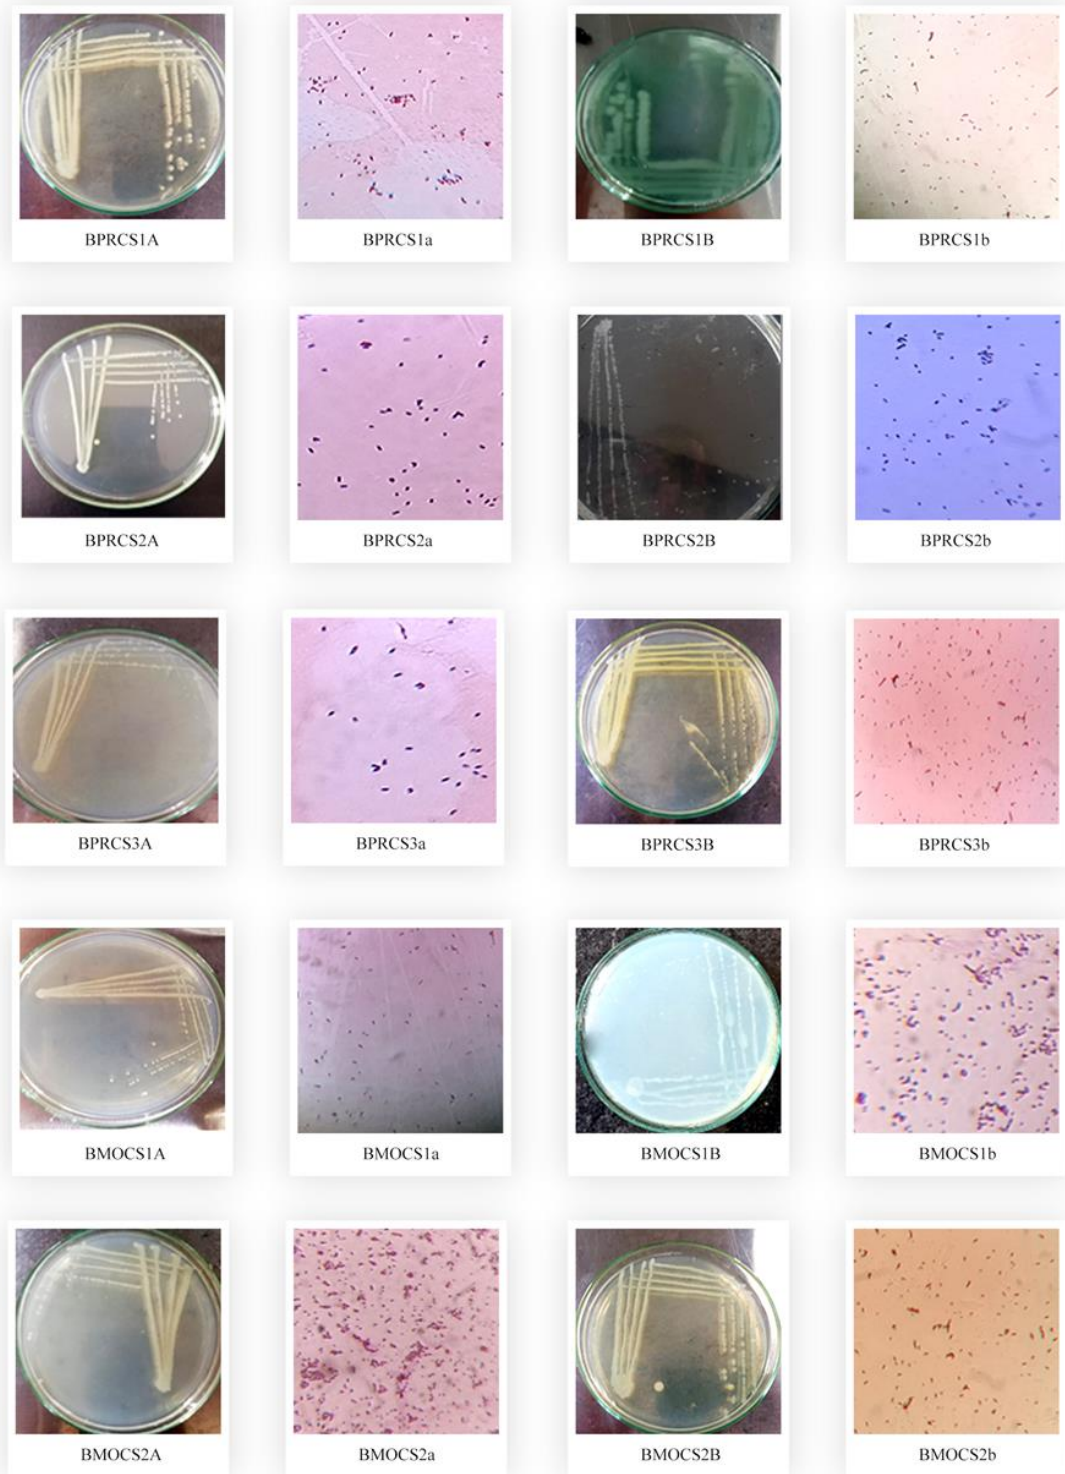 BPRCS1A
BPRCS1a
BPRCS1B
BPRCS1b
BPRCS2A
BPRCS2a
BPRCS2B
BPRCS2b
BPRCS3A
BPRCS3a
BPRCS3B
BPRCS3b
BMOCS1A
BMOCS1a
BMOCS1B
BMOCS1b
BMOCS2A
BMOCS2a
BMOCS2B
BMOCS2b